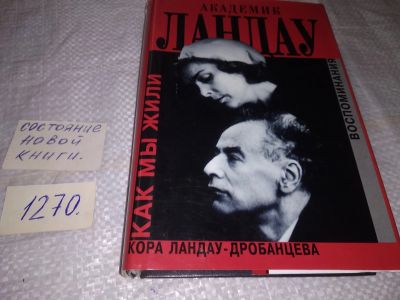 АКАДЕМИК
ЛАНДАУ
КАК МЫ ЖИЛИ
ВОСПОМИНАНИЯ
КОРА ЛАНДАУ-ДРОБАНЦЕВА
СОСТОЯНИЕ
НОВОЙ
КНИГИ.
1270.